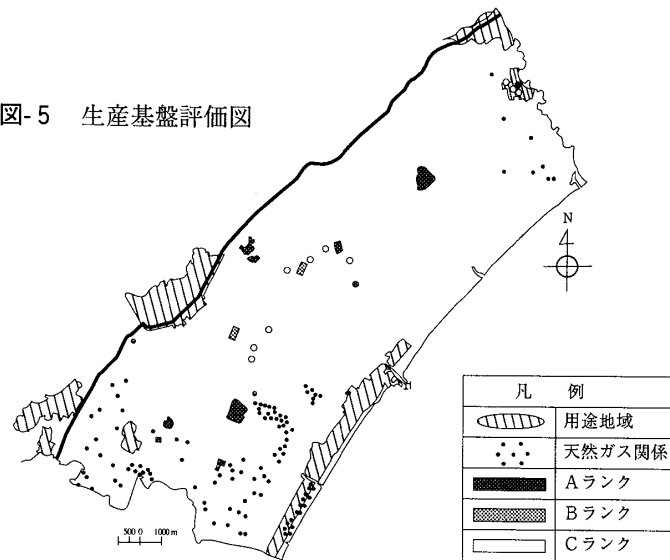 図-5 生産基盤評価図
N
凡 例
用途地域
天然ガス関係
Aランク
Bランク
Cランク
500 0 1000m